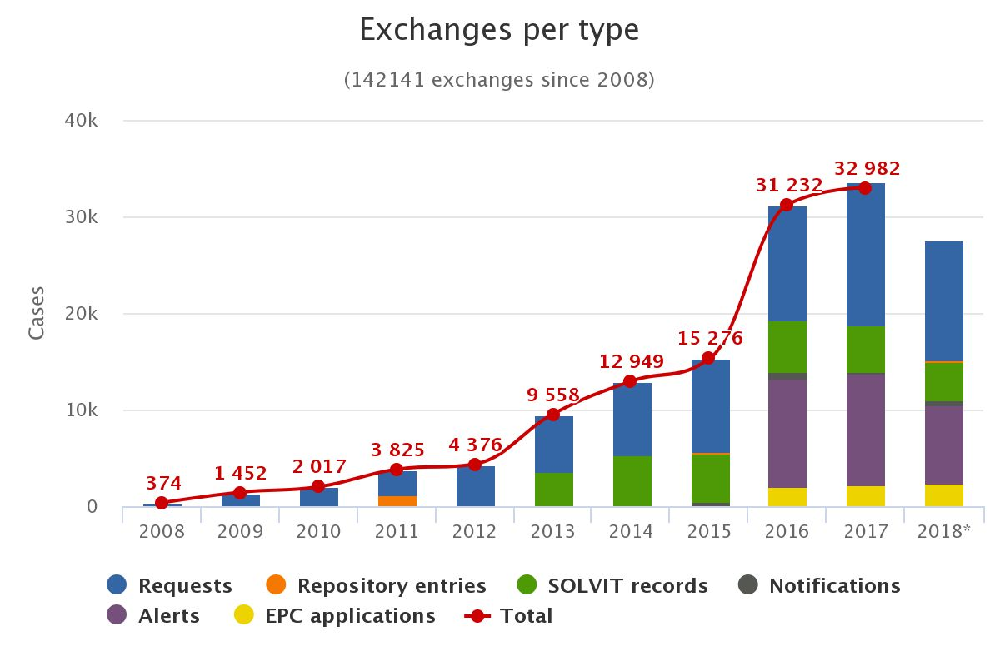 Exchanges per type
(142141 exchanges since 2008)
40k
30k
20k
10k
0
Cases
374
1 452
2 017
3 825
4 376
9 558
12 949
15 276
31 232
32 982
2008 2009 2010 2011 2012 2013 2014 2015 2016 2017 2018*
Requests Repository entries SOLVIT records Notifications
Alerts EPC applications Total